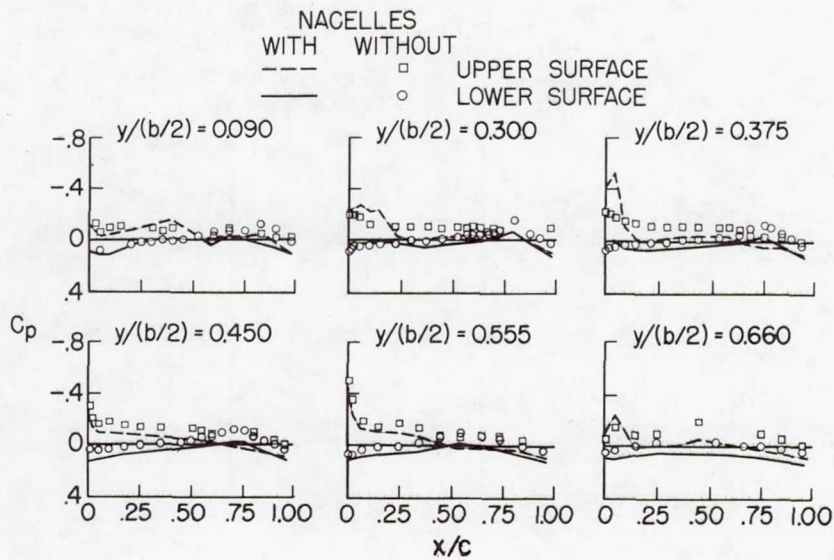 NACELLES
WITH WITHOUT
UPPER SURFACE
LOWER SURFACE
y/(b/2) = 0.090 y/(b/2) = 0.300 y/(b/2) = 0.375
-.8
-.4
0
.4
Cp
y/(b/2) = 0.450 y/(b/2) = 0.555 y/(b/2) = 0.660
-.8
-.4
0
.4
0 .25 .50 .75 1.00 0 .25 .50 .75 1.00 0 .25 .50 .75 1.00
x/c